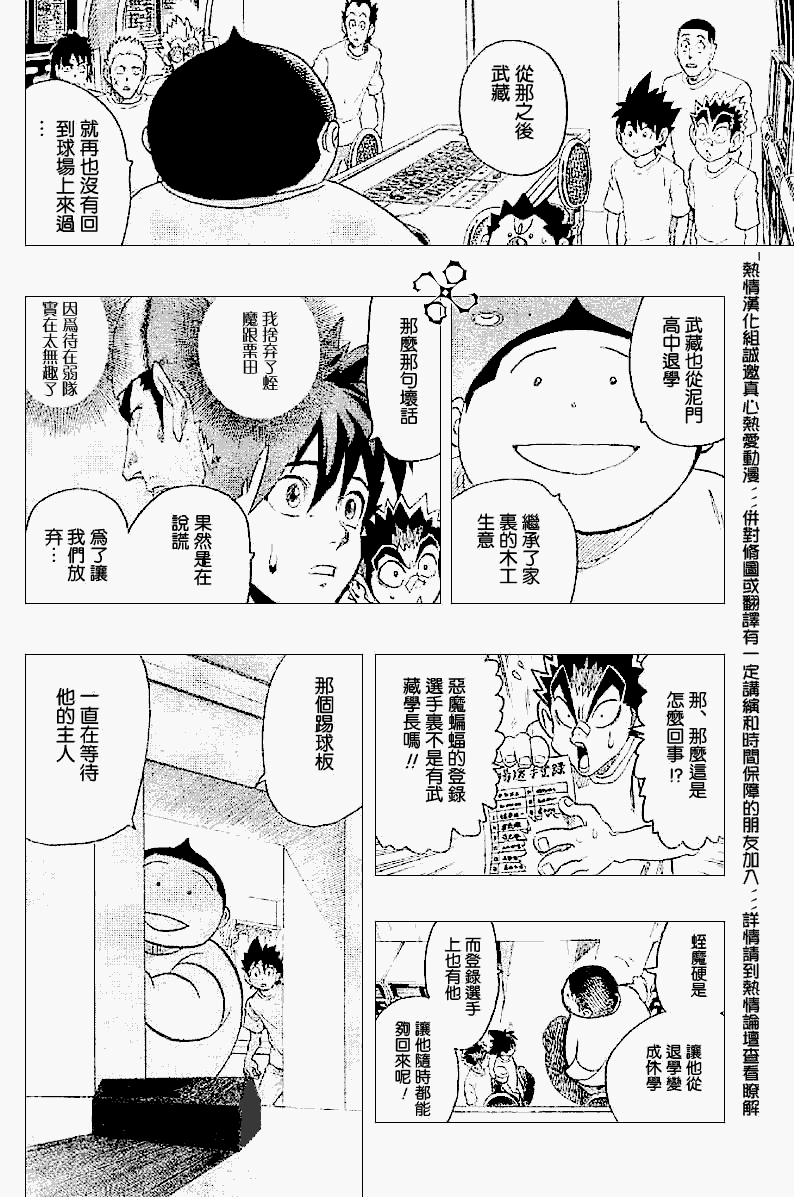 從那之後
武藏
就再也沒有回
到球場上來過
…
武藏也從泥門
高中退學
繼承了家
裏的木工
生意
那麼那句壞話
我捨弃了蛭
魔跟栗田
因爲待在弱隊
實在太無趣了
果然是在
說謊
爲了讓
我們放
弃…
那、那麼這是
怎麼回事!?
惡魔蝙蝠的登錄
選手裏不是有武
藏學長嗎!!
蛭魔硬是
讓他從
退學變
成休學
而登錄選手
上也有他
讓他隨時都能
夠回來呢！
那個踢球板
一直在等待
他的主人
熱情漢化組誠邀真心熱愛動漫…併對修圖或翻譯有一定講縯和時間保障的朋友加入…詳情請到熱情論壇查看瞭解